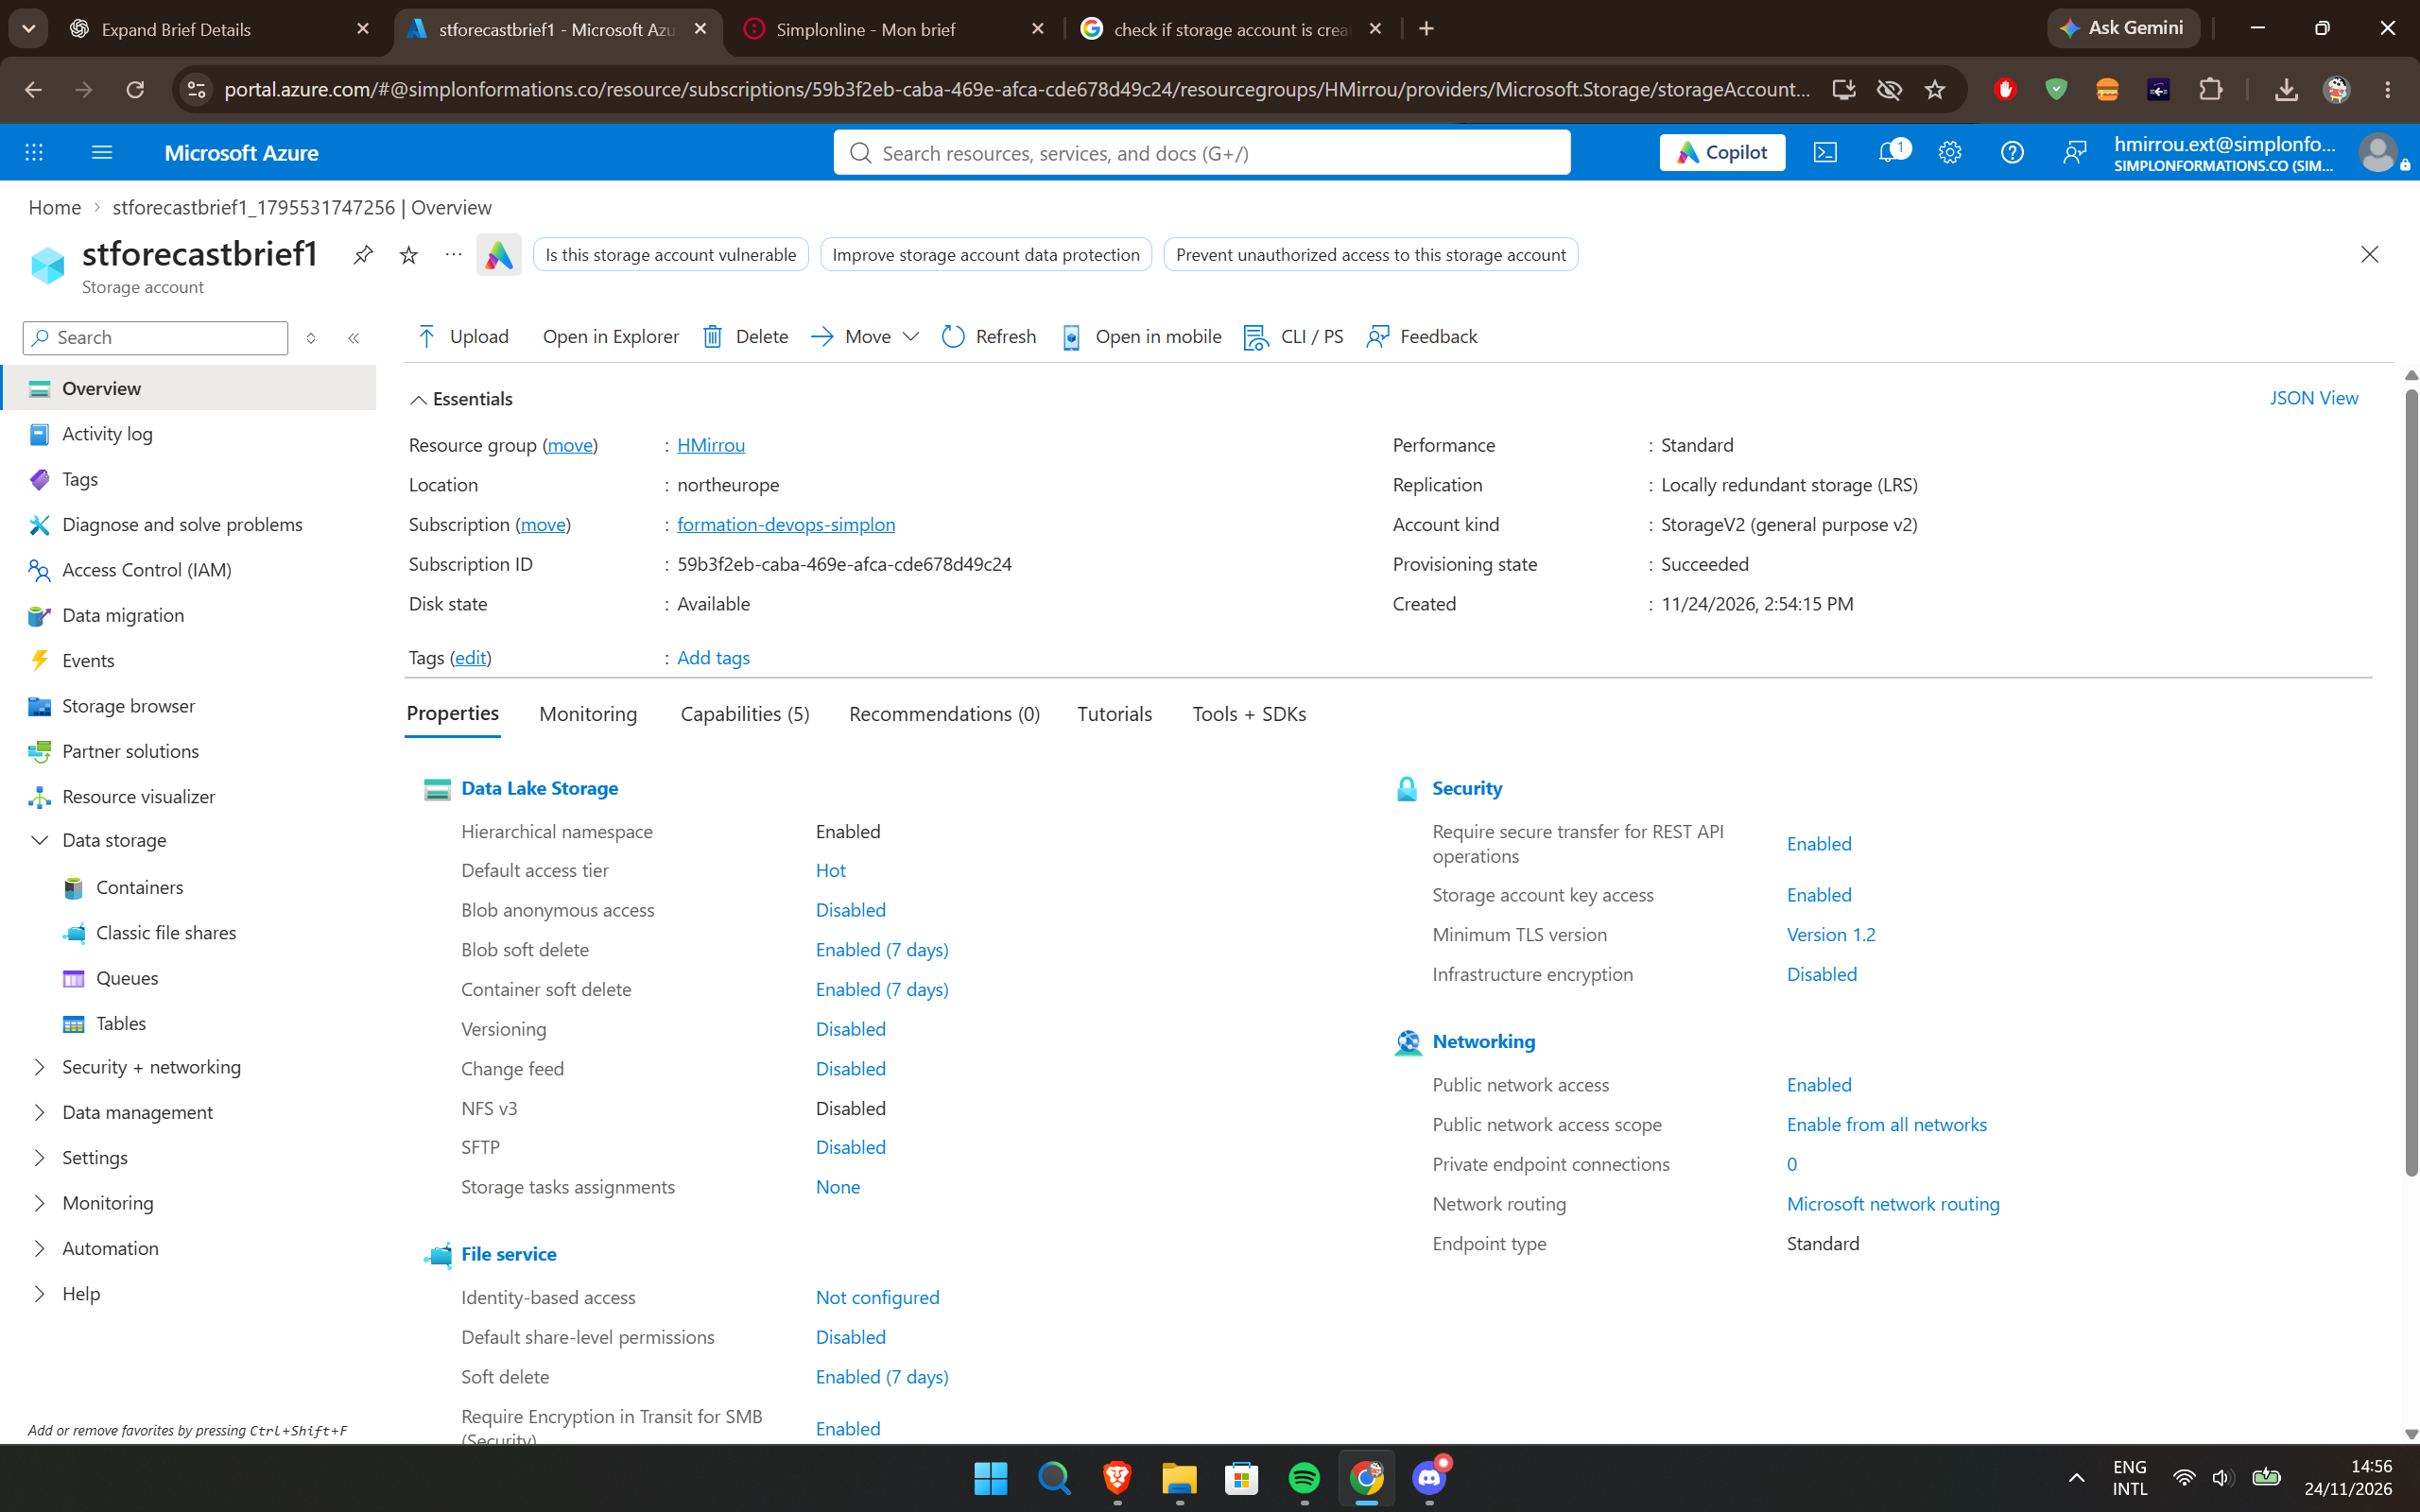 Expand Brief Details
stforecastbrief1 - Microsoft Azu
Simplonline - Mon brief
check if storage account is crea
Ask Gemini
portal.azure.com/#@simplonformations.co/resource/subscriptions/59b3f2eb-caba-469e-afca-cde678d49c24/resourcegroups/HMirrou/providers/Microsoft.Storage/storageAccount...
Microsoft Azure
Search resources, services, and docs (G+/)
Copilot
1
hmirrou.ext@simplonfo...
SIMPLONFORMATIONS.CO (SIM...
Home > stforecastbrief1_1795531747256 | Overview
stforecastbrief1
Storage account
Is this storage account vulnerable
Improve storage account data protection
Prevent unauthorized access to this storage account
Search
Upload
Open in Explorer
Delete
Move
Refresh
Open in mobile
CLI / PS
Feedback
Overview
Activity log
Tags
Diagnose and solve problems
Access Control (IAM)
Data migration
Events
Storage browser
Partner solutions
Resource visualizer
Data storage
Containers
Classic file shares
Queues
Tables
Security + networking
Data management
Settings
Monitoring
Automation
Help
Add or remove favorites by pressing Ctrl+Shift+F
Essentials
JSON View
Resource group (move) : HMirrou
Location : northeurope
Subscription (move) : formation-devops-simplon
Subscription ID : 59b3f2eb-caba-469e-afca-cde678d49c24
Disk state : Available
Tags (edit) : Add tags
Performance : Standard
Replication : Locally redundant storage (LRS)
Account kind : StorageV2 (general purpose v2)
Provisioning state : Succeeded
Created : 11/24/2026, 2:54:15 PM
Properties
Monitoring
Capabilities (5)
Recommendations (0)
Tutorials
Tools + SDKs
Data Lake Storage
Hierarchical namespace Enabled
Default access tier Hot
Blob anonymous access Disabled
Blob soft delete Enabled (7 days)
Container soft delete Enabled (7 days)
Versioning Disabled
Change feed Disabled
NFS v3 Disabled
SFTP Disabled
Storage tasks assignments None
File service
Identity-based access Not configured
Default share-level permissions Disabled
Soft delete Enabled (7 days)
Require Encryption in Transit for SMB Enabled
(Security)
Security
Require secure transfer for REST API
operations Enabled
Storage account key access Enabled
Minimum TLS version Version 1.2
Infrastructure encryption Disabled
Networking
Public network access Enabled
Public network access scope Enable from all networks
Private endpoint connections 0
Network routing Microsoft network routing
Endpoint type Standard
ENG
INTL
14:56
24/11/2026